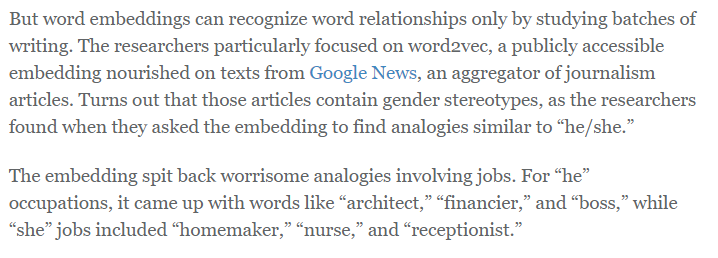 But word embeddings can recognize word relationships only by studying batches of
writing. The researchers particularly focused on word2vec, a publicly accessible
embedding nourished on texts from Google News, an aggregator of journalism
articles. Turns out that those articles contain gender stereotypes, as the researchers
found when they asked the embedding to find analogies similar to “he/she.”
The embedding spit back worrisome analogies involving jobs. For “he”
occupations, it came up with words like “architect,” “financier,” and “boss,” while
“she” jobs included “homemaker,” “nurse,” and “receptionist.”